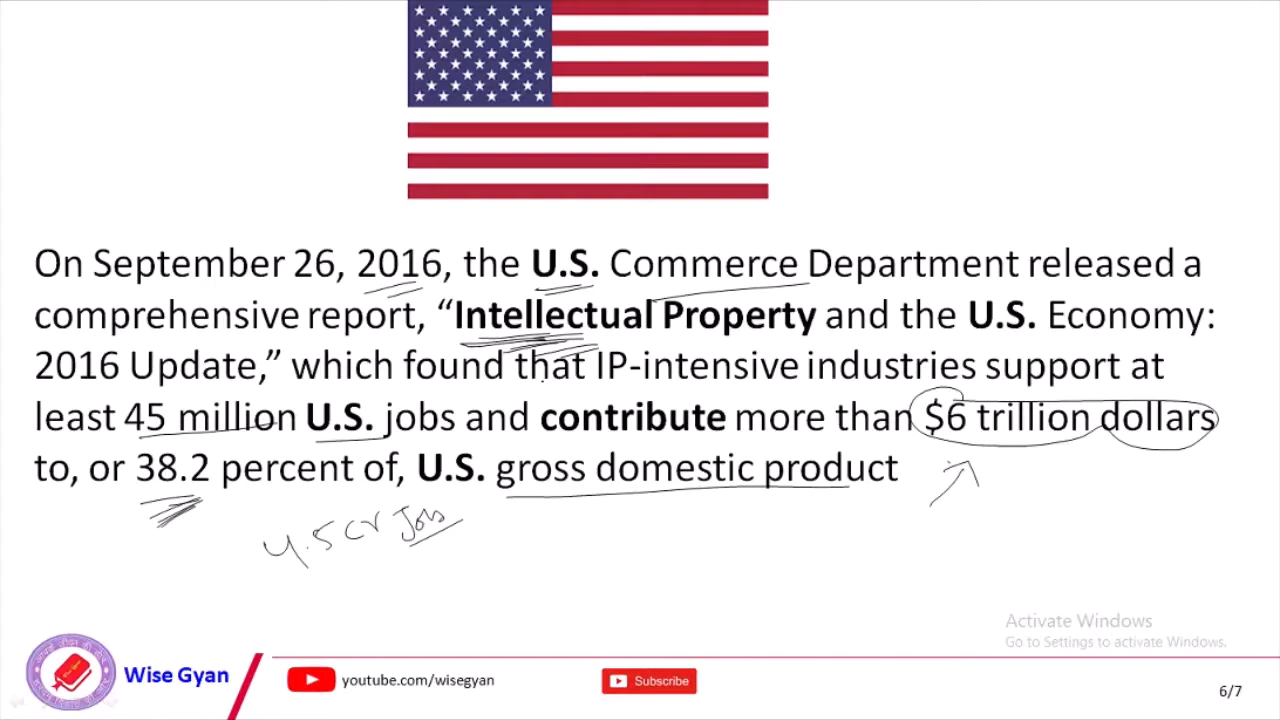 On September 26, 2016, the U.S. Commerce Department released a
comprehensive report, “Intellectual Property and the U.S. Economy:
2016 Update,” which found that IP-intensive industries support at
least 45 million U.S. jobs and contribute more than $6 trillion dollars
to, or 38.2 percent of, U.S. gross domestic product
4.5 cr Jobs
Activate Windows
Go to Settings to activate Windows.
Wise Gyan
youtube.com/wisegyan
Subscribe
6/7